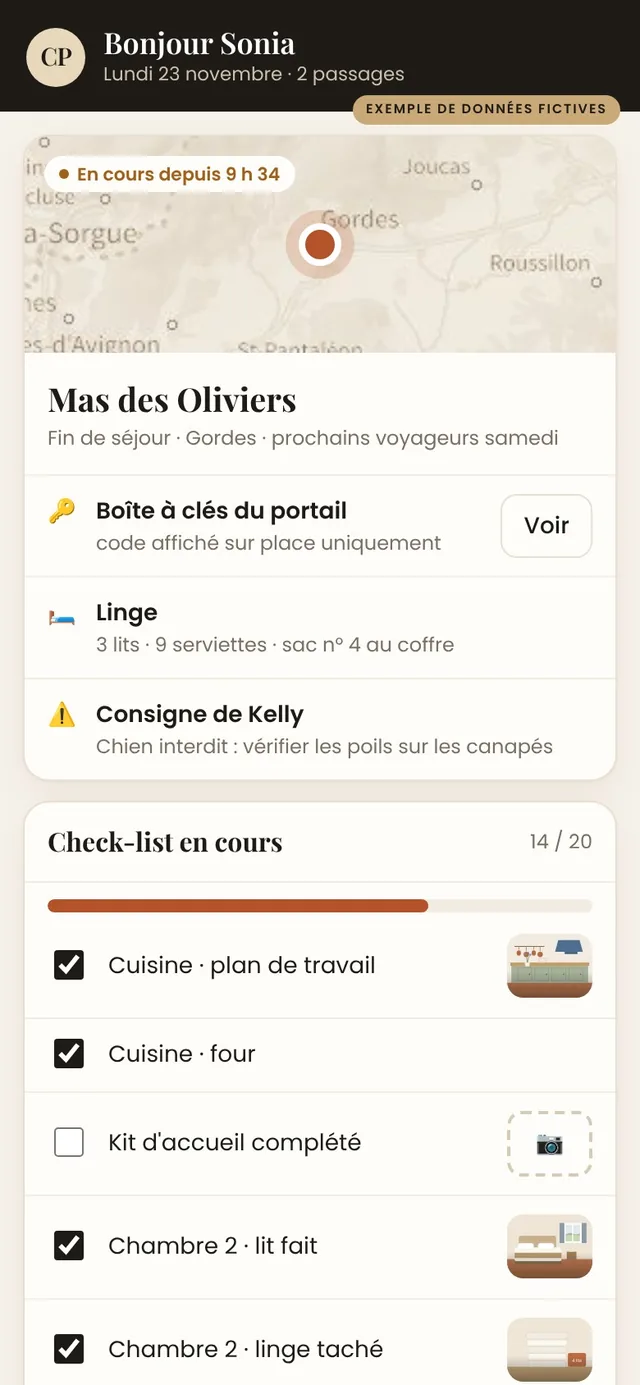 CP
Bonjour Sonia
Lundi 23 novembre · 2 passages
EXEMPLE DE DONNÉES FICTIVES
En cours depuis 9 h 34
Joucas
cluse
Gordes
a-Sorgue
Roussillon
es-d'Avignon
St-Pantaléon
Mas des Oliviers
Fin de séjour · Gordes · prochains voyageurs samedi
Boîte à clés du portail
Voir
code affiché sur place uniquement
Linge
3 lits · 9 serviettes · sac n° 4 au coffre
Consigne de Kelly
Chien interdit : vérifier les poils sur les canapés
Check-list en cours
14 / 20
Cuisine · plan de travail
Cuisine · four
Kit d'accueil complété
Chambre 2 · lit fait
Chambre 2 · linge taché